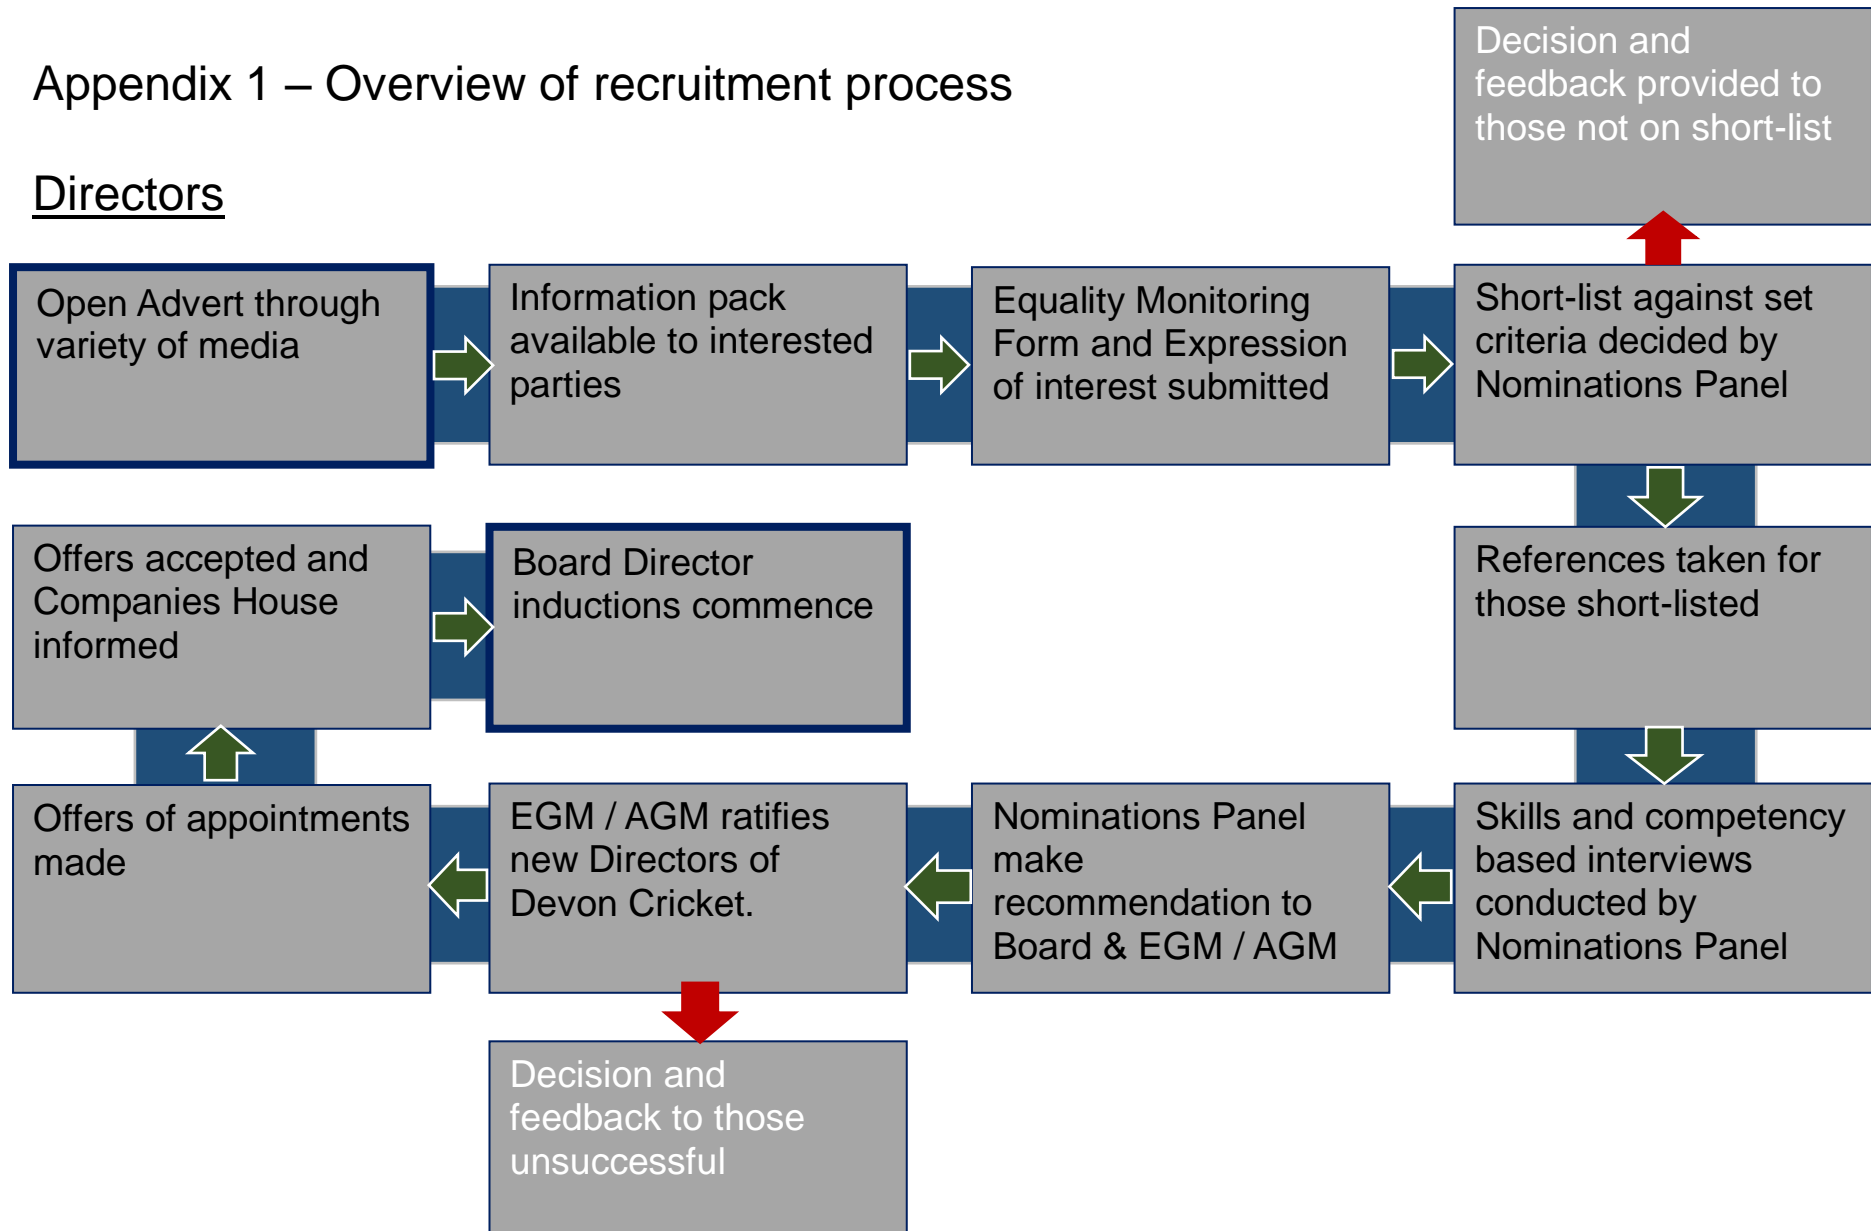 Appendix 1 – Overview of recruitment process
Directors
Decision and
feedback provided to
those not on short-list
Open Advert through
variety of media
Information pack
available to interested
parties
Equality Monitoring
Form and Expression
of interest submitted
Short-list against set
criteria decided by
Nominations Panel
References taken for
those short-listed
Skills and competency
based interviews
conducted by
Nominations Panel
Nominations Panel
make
recommendation to
Board & EGM / AGM
EGM / AGM ratifies
new Directors of
Devon Cricket.
Decision and
feedback to those
unsuccessful
Offers of appointments
made
Offers accepted and
Companies House
informed
Board Director
inductions commence